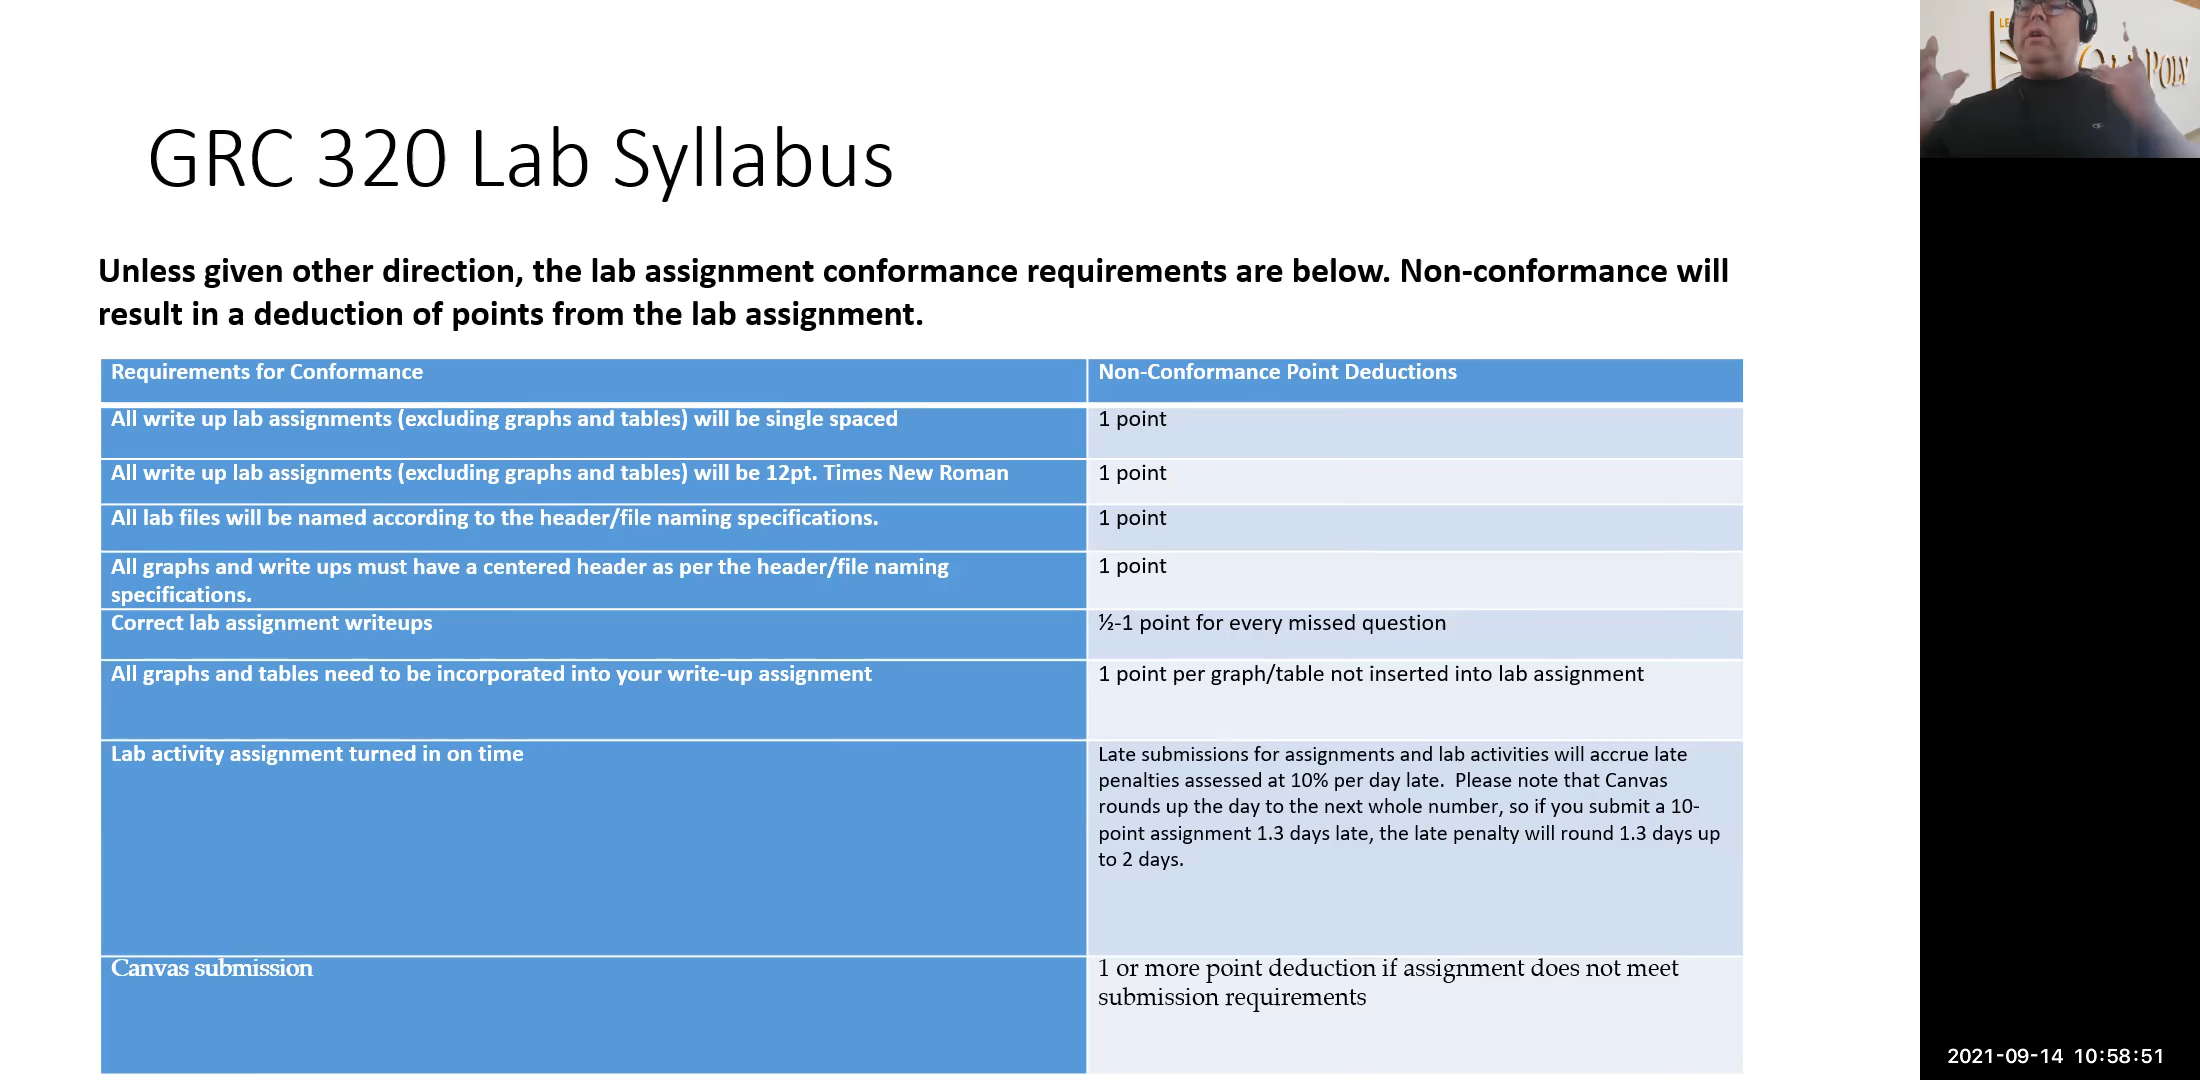 GRC 320 Lab Syllabus
Unless given other direction, the lab assignment conformance requirements are below. Non-conformance will
result in a deduction of points from the lab assignment.
Requirements for Conformance
Non-Conformance Point Deductions
All write up lab assignments (excluding graphs and tables) will be single spaced
1 point
All write up lab assignments (excluding graphs and tables) will be 12pt. Times New Roman
1 point
All lab files will be named according to the header/file naming specifications.
1 point
All graphs and write ups must have a centered header as per the header/file naming
specifications.
1 point
Correct lab assignment writeups
½-1 point for every missed question
All graphs and tables need to be incorporated into your write-up assignment
1 point per graph/table not inserted into lab assignment
Lab activity assignment turned in on time
Late submissions for assignments and lab activities will accrue late
penalties assessed at 10% per day late.  Please note that Canvas
rounds up the day to the next whole number, so if you submit a 10-
point assignment 1.3 days late, the late penalty will round 1.3 days up
to 2 days.
Canvas submission
1 or more point deduction if assignment does not meet
submission requirements
POLY
2021-09-14 10:58:51